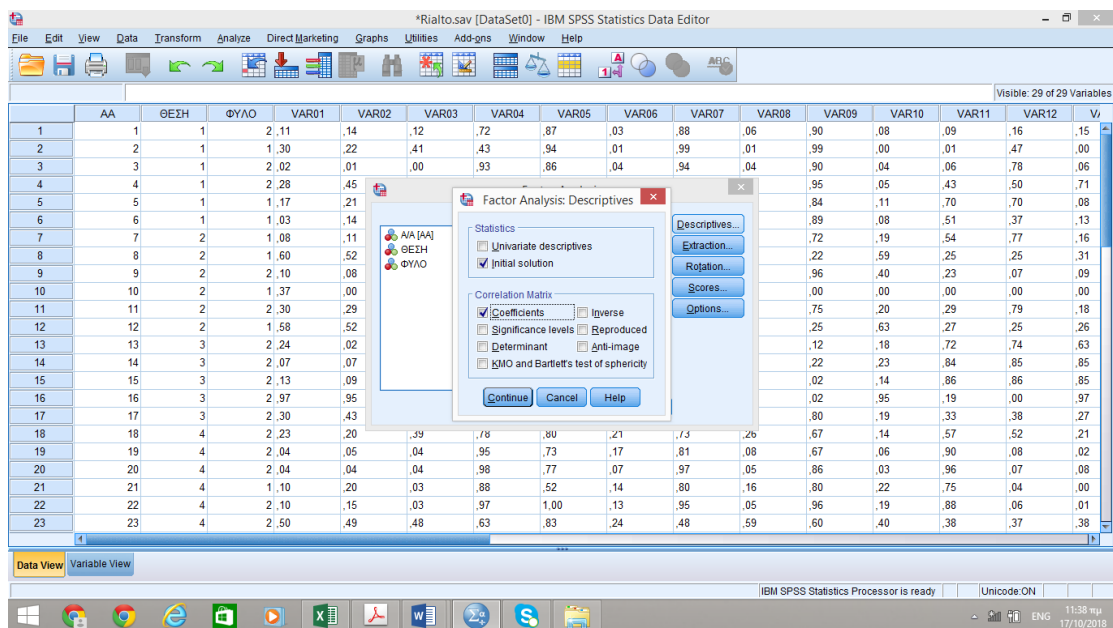 *Rialto.sav [DataSet0] - IBM SPSS Statistics Data Editor
File Edit View Data Transform Analyze Direct Marketing Graphs Utilities Add-ons Window Help
Visible: 29 of 29 Variables
AA ΘΕΣΗ ΦΥΛΟ VAR01 VAR02 VAR03 VAR04 VAR05 VAR06 VAR07 VAR08 VAR09 VAR10 VAR11 VAR12
1 1 1 2 ,11 ,14 ,12 ,72 ,87 ,03 ,88 ,06 ,90 ,08 ,09 ,16 ,15
2 2 1 1 ,30 ,22 ,41 ,43 ,94 ,01 ,99 ,01 ,99 ,00 ,01 ,47 ,00
3 3 1 2 ,02 ,01 ,00 ,93 ,86 ,04 ,94 ,04 ,90 ,04 ,06 ,78 ,06
4 4 1 2 ,28 ,45 ,95 ,05 ,43 ,50 ,71
5 5 1 1 ,17 ,21 ,84 ,11 ,70 ,70 ,08
6 6 1 1 ,03 ,14 ,89 ,08 ,51 ,37 ,13
7 7 2 1 ,08 ,11 ,72 ,19 ,54 ,77 ,16
8 8 2 1 ,60 ,52 ,22 ,59 ,25 ,25 ,31
9 9 2 2 ,10 ,08 ,96 ,40 ,23 ,07 ,09
10 10 2 1 ,37 ,00 ,00 ,00 ,00 ,00 ,00
11 11 2 2 ,30 ,29 ,75 ,20 ,29 ,79 ,18
12 12 2 1 ,58 ,52 ,25 ,63 ,27 ,25 ,26
13 13 3 2 ,24 ,02 ,12 ,18 ,72 ,74 ,63
14 14 3 2 ,07 ,07 ,22 ,23 ,84 ,85 ,85
15 15 3 2 ,13 ,09 ,02 ,14 ,86 ,86 ,85
16 16 3 2 ,97 ,95 ,02 ,95 ,19 ,00 ,97
17 17 3 2 ,30 ,43 ,80 ,19 ,33 ,38 ,27
18 18 4 2 ,23 ,20 ,39 ,78 ,80 ,21 ,73 ,26 ,67 ,14 ,57 ,52 ,21
19 19 4 2 ,04 ,05 ,04 ,95 ,73 ,17 ,81 ,08 ,67 ,06 ,90 ,08 ,02
20 20 4 2 ,04 ,04 ,04 ,98 ,77 ,07 ,97 ,05 ,86 ,03 ,96 ,07 ,08
21 21 4 1 ,10 ,20 ,03 ,88 ,52 ,14 ,80 ,16 ,80 ,22 ,75 ,04 ,00
22 22 4 2 ,10 ,15 ,03 ,97 1,00 ,13 ,95 ,05 ,96 ,19 ,88 ,06 ,01
23 23 4 2 ,50 ,49 ,48 ,63 ,83 ,24 ,48 ,59 ,60 ,40 ,38 ,37 ,38
A/A [AA]
ΘΕΣΗ
ΦΥΛΟ
Descriptives...
Extraction...
Rotation...
Scores...
Options...
Factor Analysis: Descriptives
Statistics
Univariate descriptives
Initial solution
Correlation Matrix
Coefficients Inverse
Significance levels Reproduced
Determinant Anti-image
KMO and Bartlett's test of sphericity
Continue Cancel Help
Data View Variable View
IBM SPSS Statistics Processor is ready Unicode:ON
ENG 11:38 πμ
17/10/2018